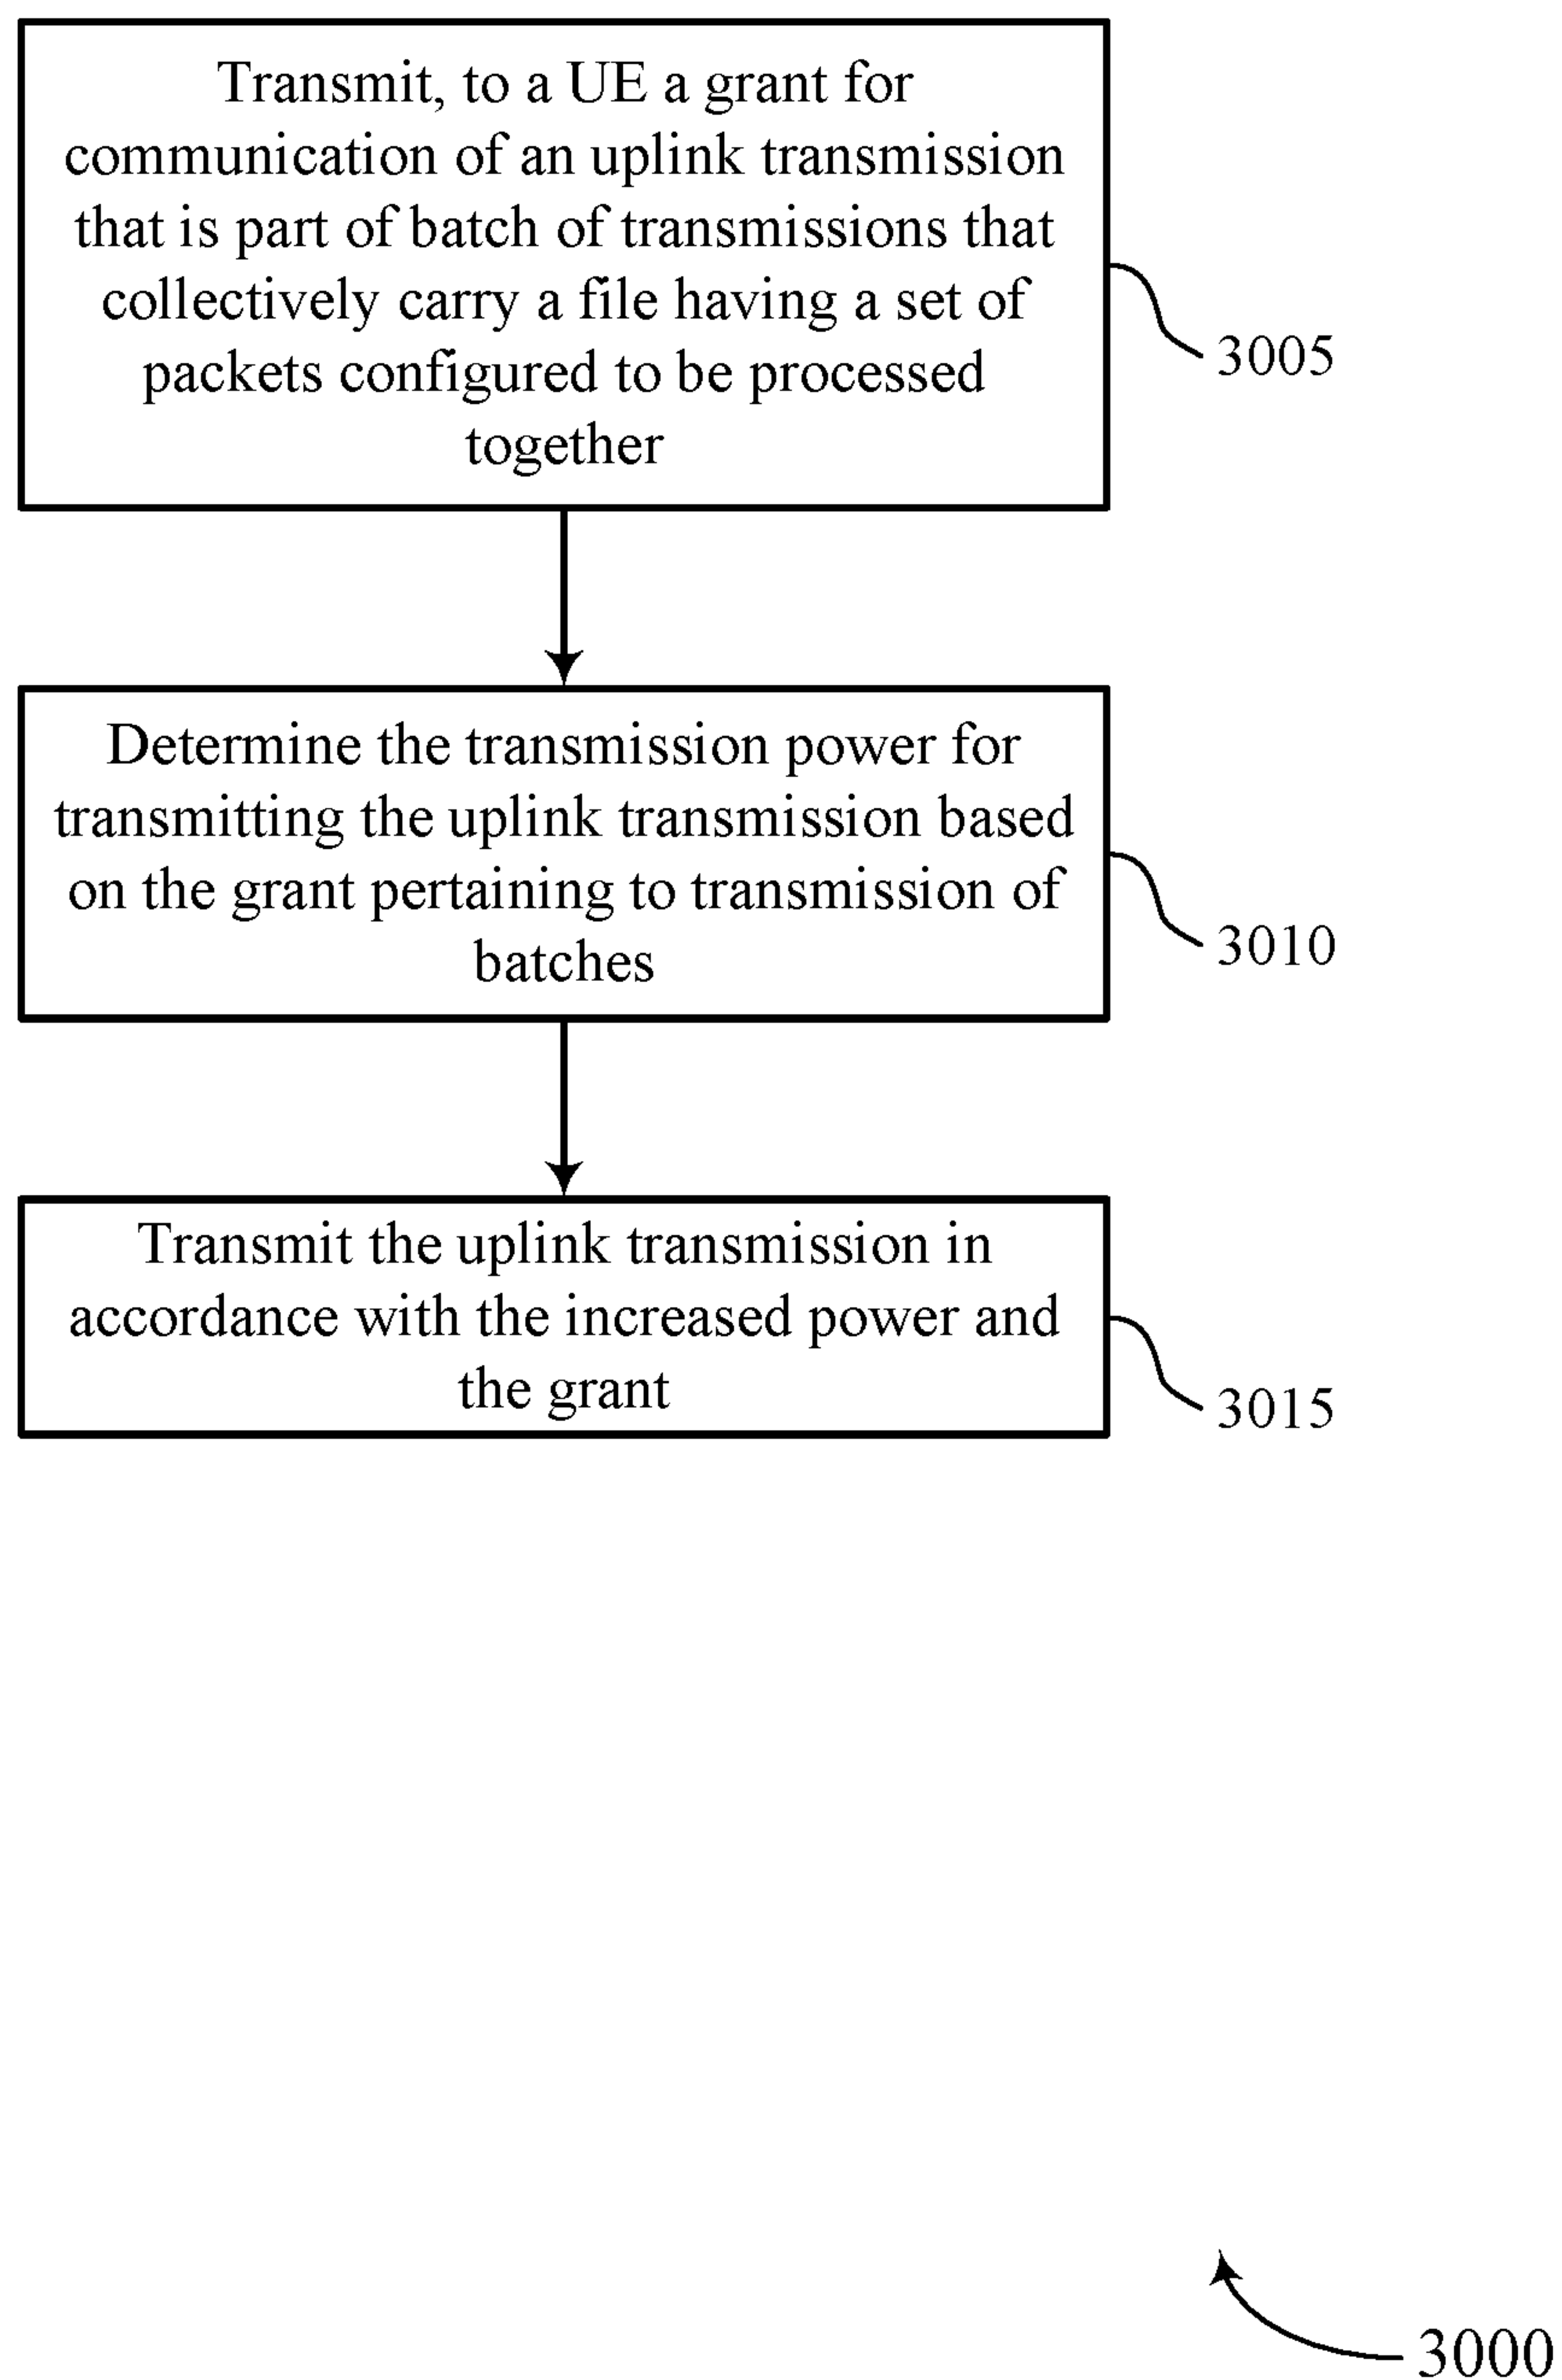 Transmit, to a UE a grant for
communication of an uplink transmission
that is part of batch of transmissions that
collectively carry a file having a set of
packets configured to be processed
together
3005
Determine the transmission power for
transmitting the uplink transmission based
on the grant pertaining to transmission of
batches
3010
Transmit the uplink transmission in
accordance with the increased power and
the grant
3015
3000